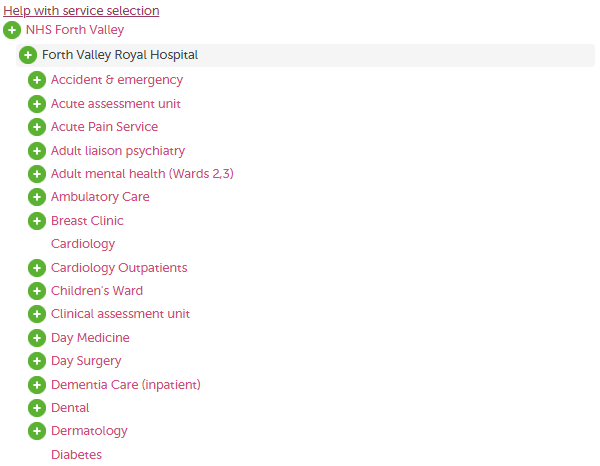 Help with service selection
NHS Forth Valley
Forth Valley Royal Hospital
Accident & emergency
Acute assessment unit
Acute Pain Service
Adult liaison psychiatry
Adult mental health (Wards 2,3)
Ambulatory Care
Breast Clinic
Cardiology
Cardiology Outpatients
Children's Ward
Clinical assessment unit
Day Medicine
Day Surgery
Dementia Care (inpatient)
Dental
Dermatology
Diabetes